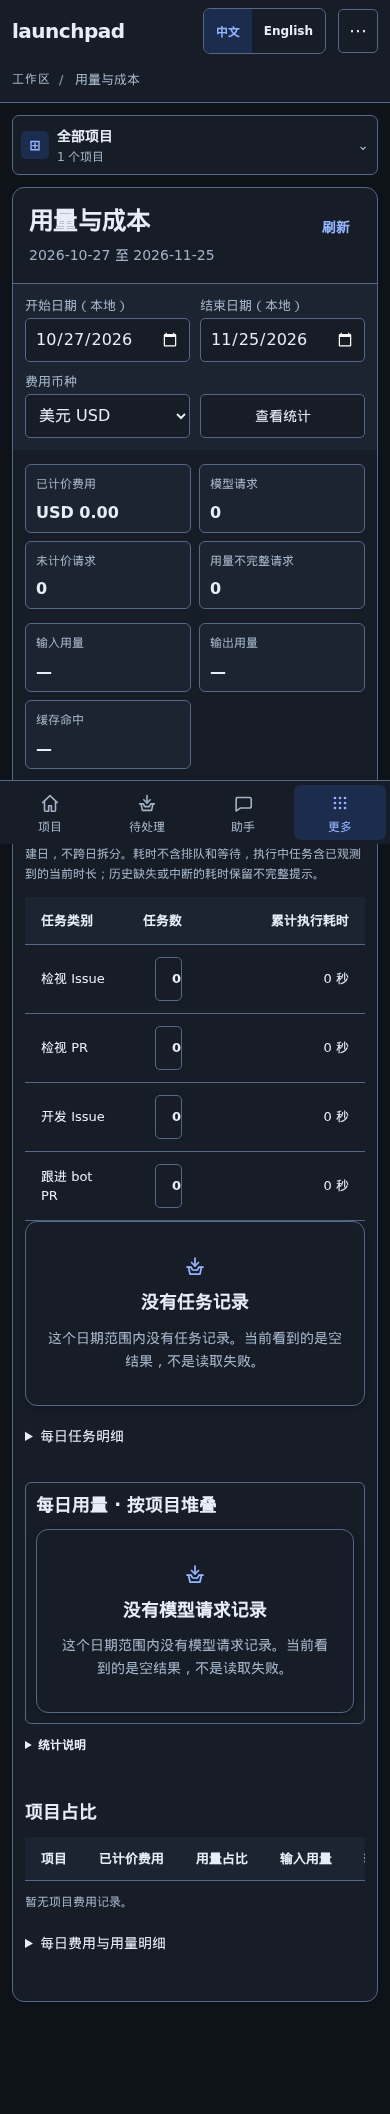 launchpad
中文
English
工作区 / 用量与成本
全部项目
1 个项目
用量与成本
刷新
2026-10-27 至 2026-11-25
开始日期（本地）
结束日期（本地）
10/27/2026
11/25/2026
费用币种
美元 USD
查看统计
已计价费用
USD 0.00
模型请求
0
未计价请求
0
用量不完整请求
0
输入用量
—
输出用量
—
缓存命中
—
项目
待处理
助手
更多
建日，不跨日拆分。耗时不含排队和等待，执行中任务含已观测
到的当前时长；历史缺失或中断的耗时保留不完整提示。
任务类别 任务数 累计执行耗时
检视 Issue 0 0 秒
检视 PR 0 0 秒
开发 Issue 0 0 秒
跟进 bot
PR 0 0 秒
没有任务记录
这个日期范围内没有任务记录。当前看到的是空
结果，不是读取失败。
每日任务明细
每日用量 · 按项目堆叠
没有模型请求记录
这个日期范围内没有模型请求记录。当前看
到的是空结果，不是读取失败。
统计说明
项目占比
项目 已计价费用 用量占比 输入用量
暂无项目费用记录。
每日费用与用量明细